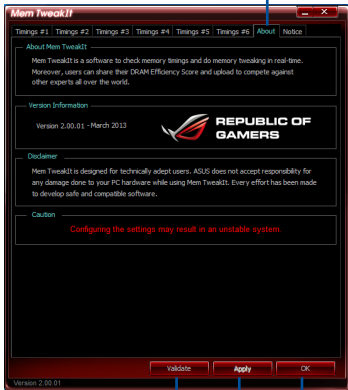 Mem TweakIt
Timings #1 Timings #2 Timings #3 Timings #4 Timings #5 Timings #6 About Notice
About Mem TweakIt
Mem TweakIt is a software to check memory timings and do memory tweaking in real-time.
Moreover, users can share their DRAM Efficiency Score and upload to compete against
other experts all over the world.
Version Information
Version 2.00.01 - March 2013
REPUBLIC OF
GAMERS
Disclaimer
Mem TweakIt is designed for technically adept users. ASUS does not accept responsibility for
any damage done to your PC hardware while using Mem TweakIt. Every effort has been made
to develop safe and compatible software.
Caution
Configuring the settings may result in an unstable system.
Validate Apply OK
Version 2.00.01